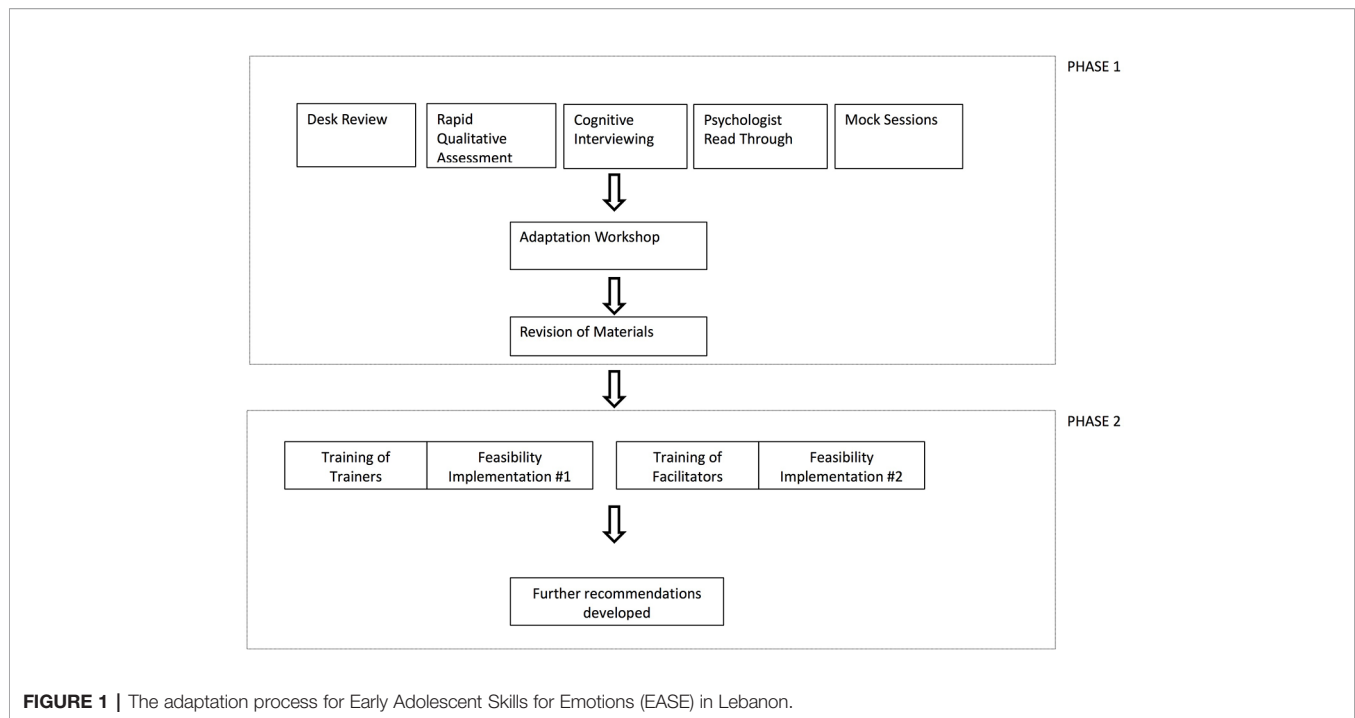 PHASE 1
Desk Review
Rapid
Qualitative
Assessment
Cognitive
Interviewing
Psychologist
Read Through
Mock Sessions
Adaptation Workshop
Revision of Materials
PHASE 2
Training of
Trainers
Feasibility
Implementation #1
Training of
Facilitators
Feasibility
Implementation #2
Further recommendations
developed
FIGURE 1 | The adaptation process for Early Adolescent Skills for Emotions (EASE) in Lebanon.